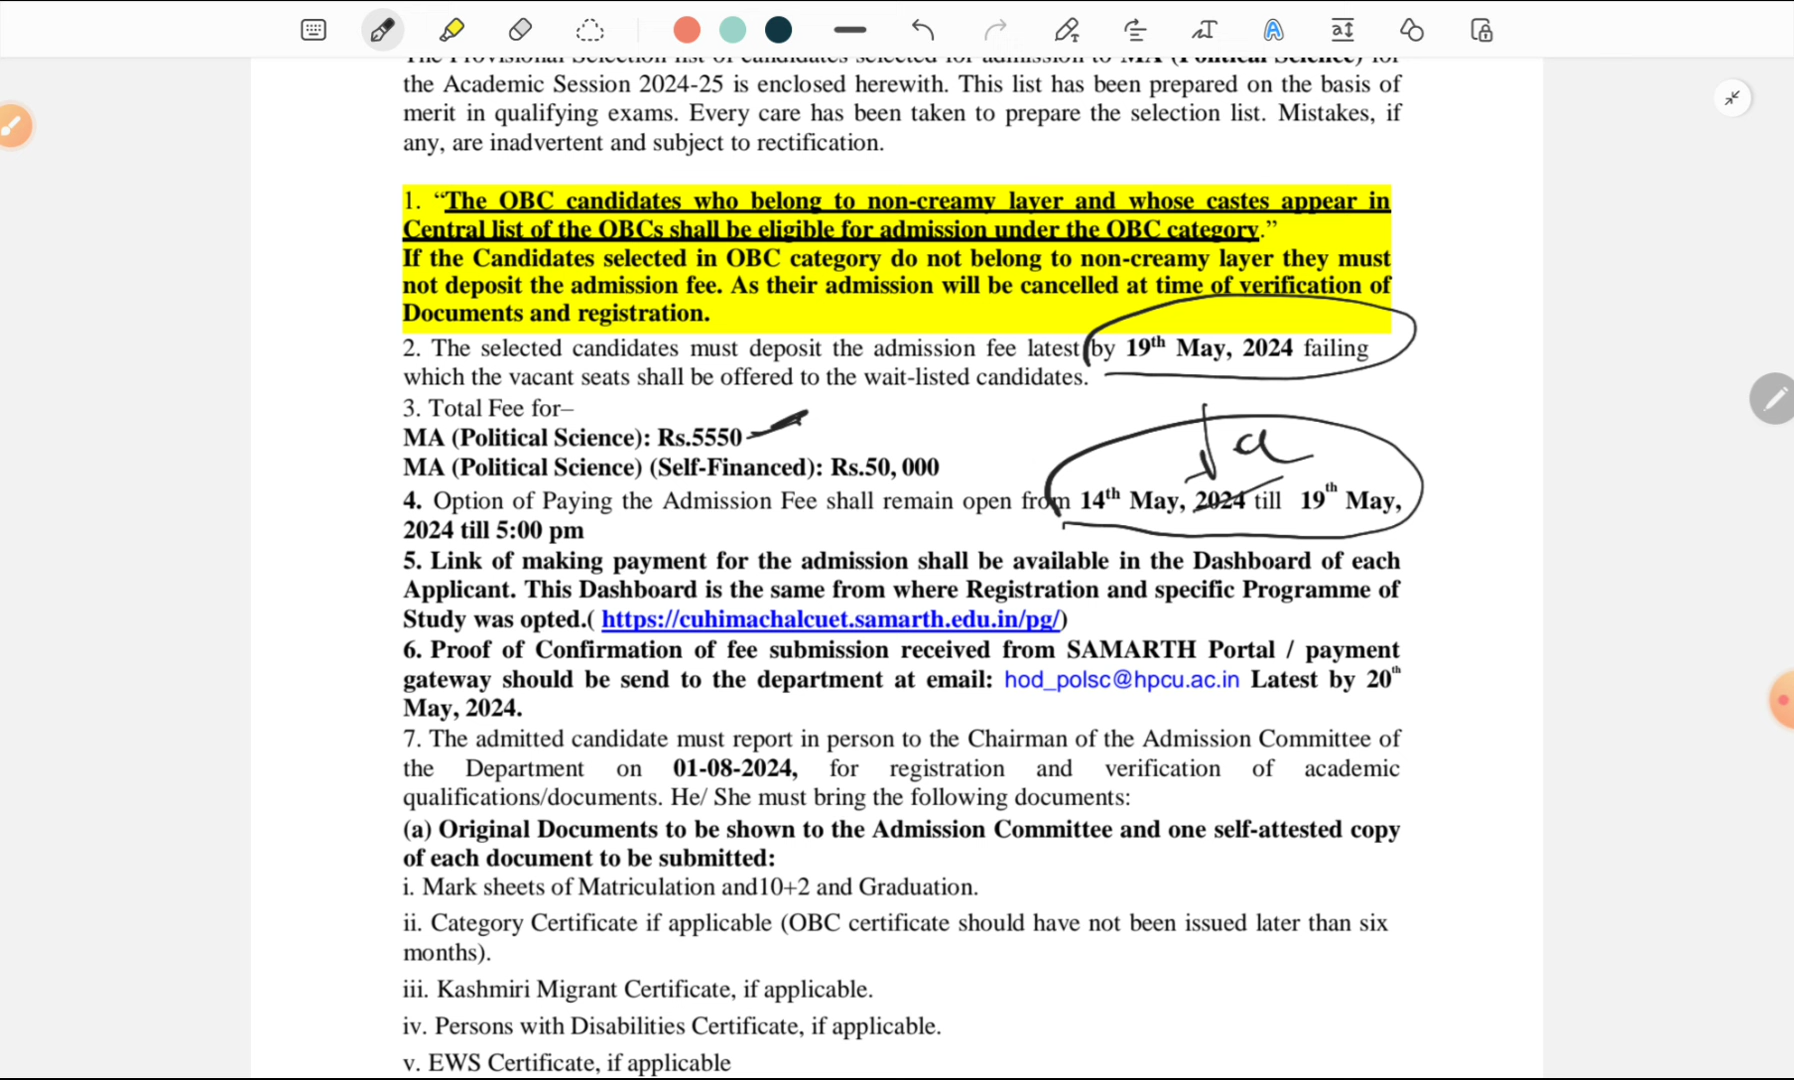 the Academic Session 2024-25 is enclosed herewith. This list has been prepared on the basis of
merit in qualifying exams. Every care has been taken to prepare the selection list. Mistakes, if
any, are inadvertent and subject to rectification.
1. “The OBC candidates who belong to non-creamy layer and whose castes appear in
Central list of the OBCs shall be eligible for admission under the OBC category.”
If the Candidates selected in OBC category do not belong to non-creamy layer they must
not deposit the admission fee. As their admission will be cancelled at time of verification of
Documents and registration.
2. The selected candidates must deposit the admission fee latest by 19th May, 2024 failing
which the vacant seats shall be offered to the wait-listed candidates.
3. Total Fee for–
MA (Political Science): Rs.5550
MA (Political Science) (Self-Financed): Rs.50, 000
4. Option of Paying the Admission Fee shall remain open from 14th May, 2024 till 19th May,
2024 till 5:00 pm
5. Link of making payment for the admission shall be available in the Dashboard of each
Applicant. This Dashboard is the same from where Registration and specific Programme of
Study was opted.( https://cuhimachalcuet.samarth.edu.in/pg/)
6. Proof of Confirmation of fee submission received from SAMARTH Portal / payment
gateway should be send to the department at email: hod_polsc@hpcu.ac.in Latest by 20th
May, 2024.
7. The admitted candidate must report in person to the Chairman of the Admission Committee of
the Department on 01-08-2024, for registration and verification of academic
qualifications/documents. He/ She must bring the following documents:
(a) Original Documents to be shown to the Admission Committee and one self-attested copy
of each document to be submitted:
i. Mark sheets of Matriculation and10+2 and Graduation.
ii. Category Certificate if applicable (OBC certificate should have not been issued later than six
months).
iii. Kashmiri Migrant Certificate, if applicable.
iv. Persons with Disabilities Certificate, if applicable.
v. EWS Certificate, if applicable